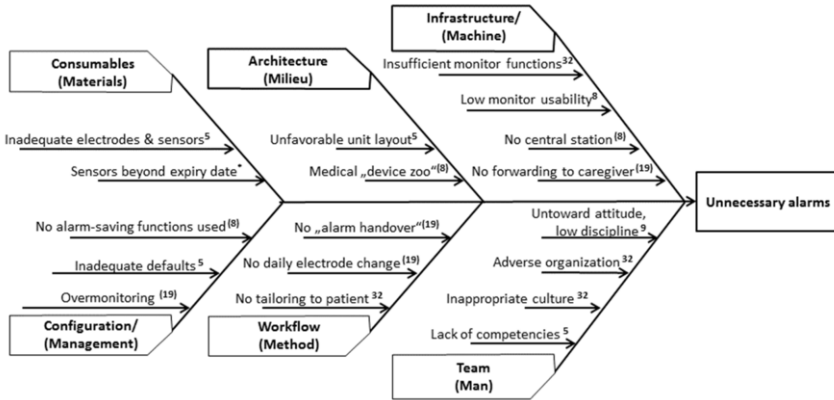 Infrastructure/
(Machine)
Consumables
(Materials)
Architecture
(Milieu)
Insufficient monitor functions³²
Low monitor usability⁸
Inadequate electrodes & sensors⁵
Unfavorable unit layout⁵
No central station ⁽⁸⁾
Sensors beyond expiry date*
Medical „device zoo“⁽⁸⁾
No forwarding to caregiver⁽¹⁹⁾
Unnecessary alarms
No alarm-saving functions used⁽⁸⁾
No „alarm handover“⁽¹⁹⁾
Untoward attitude,
low discipline⁹
Inadequate defaults⁵
No daily electrode change⁽¹⁹⁾
Adverse organization³²
Overmonitoring ⁽¹⁹⁾
No tailoring to patient³²
Inappropriate culture³²
Configuration/
(Management)
Workflow
(Method)
Lack of competencies⁵
Team
(Man)